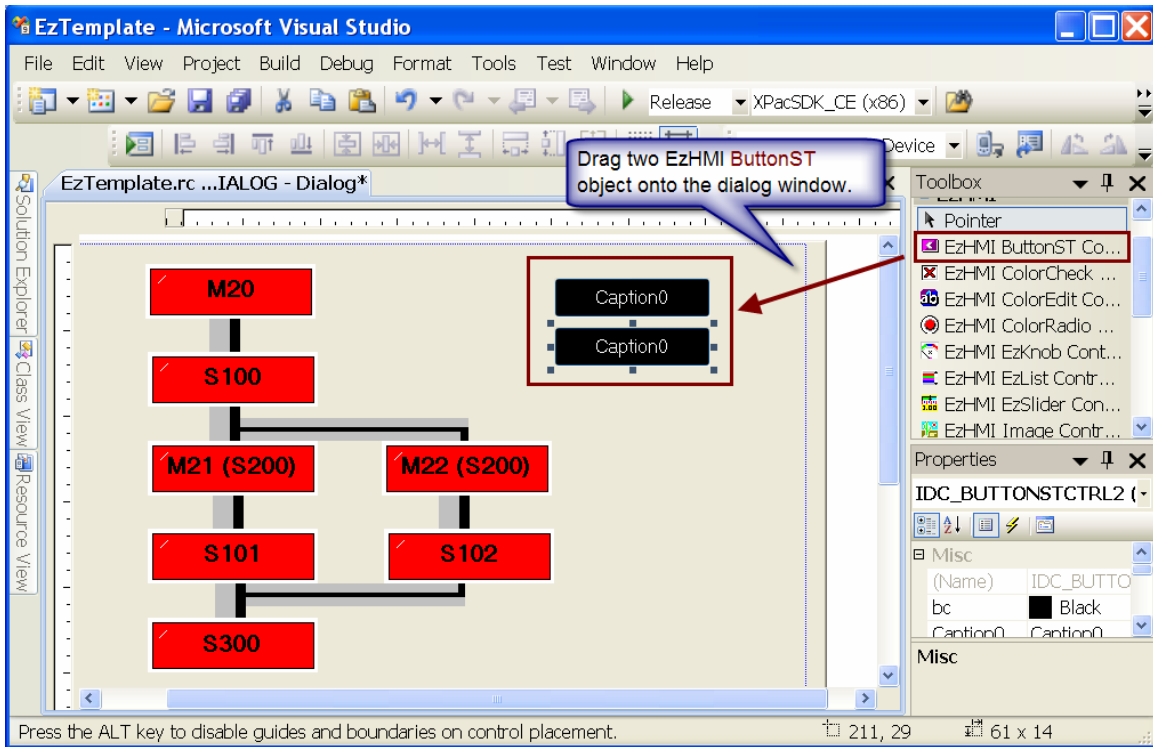 EzTemplate - Microsoft Visual Studio
File Edit View Project Build Debug Format Tools Test Window Help
Release XPacSDK_CE (x86)
Device
Drag two EzHMI ButtonST
object onto the dialog window.
EzTemplate.rc ...IALOG - Dialog*
Solution Explorer
Class View
Resource View
M20
S100
M21 (S200)
M22 (S200)
S101
S102
S300
Caption0
Caption0
Toolbox
Pointer
EzHMI ButtonST Co...
EzHMI ColorCheck ...
EzHMI ColorEdit Co...
EzHMI ColorRadio ...
EzHMI EzKnob Cont...
EzHMI EzList Contr...
EzHMI EzSlider Con...
EzHMI Image Contr...
Properties
IDC_BUTTONSTCTRL2 (
Misc
(Name) IDC_BUTTO
bc Black
Caption0 Caption0
Misc
Press the ALT key to disable guides and boundaries on control placement.
211, 29
61 x 14